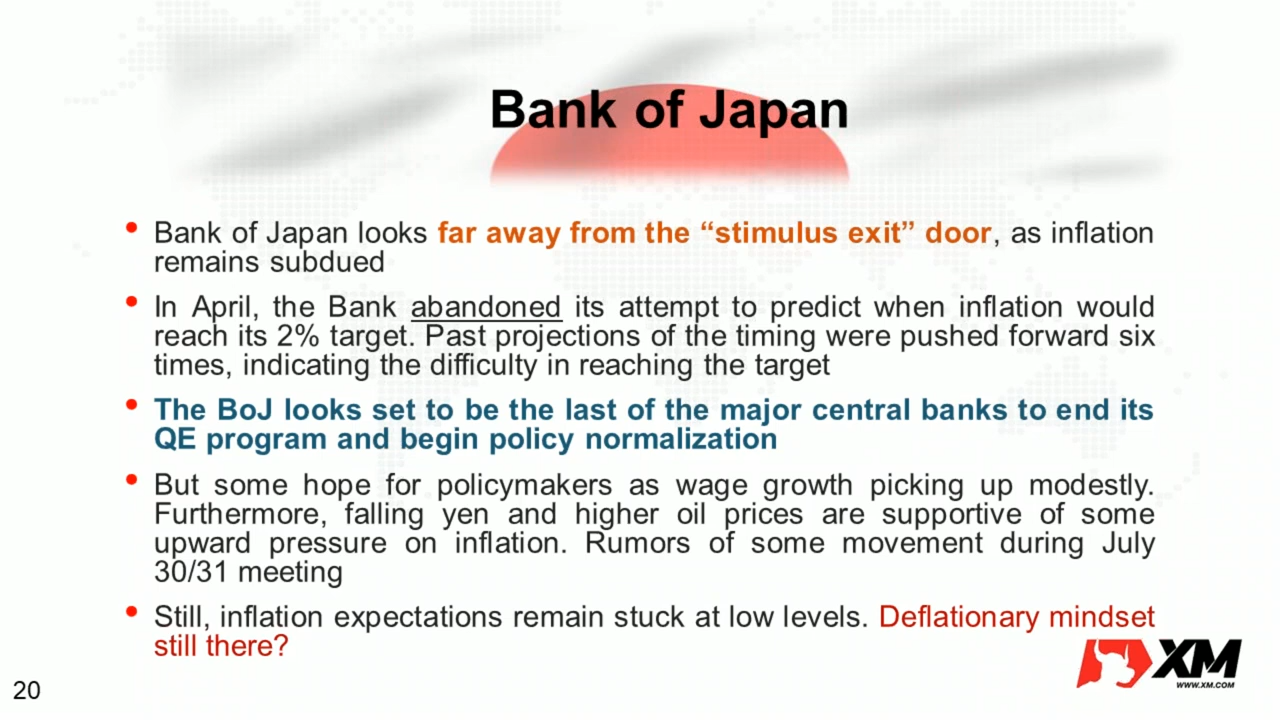 Bank of Japan
• Bank of Japan looks far away from the “stimulus exit” door, as inflation
remains subdued
• In April, the Bank abandoned its attempt to predict when inflation would
reach its 2% target. Past projections of the timing were pushed forward six
times, indicating the difficulty in reaching the target
• The BoJ looks set to be the last of the major central banks to end its
QE program and begin policy normalization
• But some hope for policymakers as wage growth picking up modestly.
Furthermore, falling yen and higher oil prices are supportive of some
upward pressure on inflation. Rumors of some movement during July
30/31 meeting
• Still, inflation expectations remain stuck at low levels. Deflationary mindset
still there?
XM
www.xm.com
20